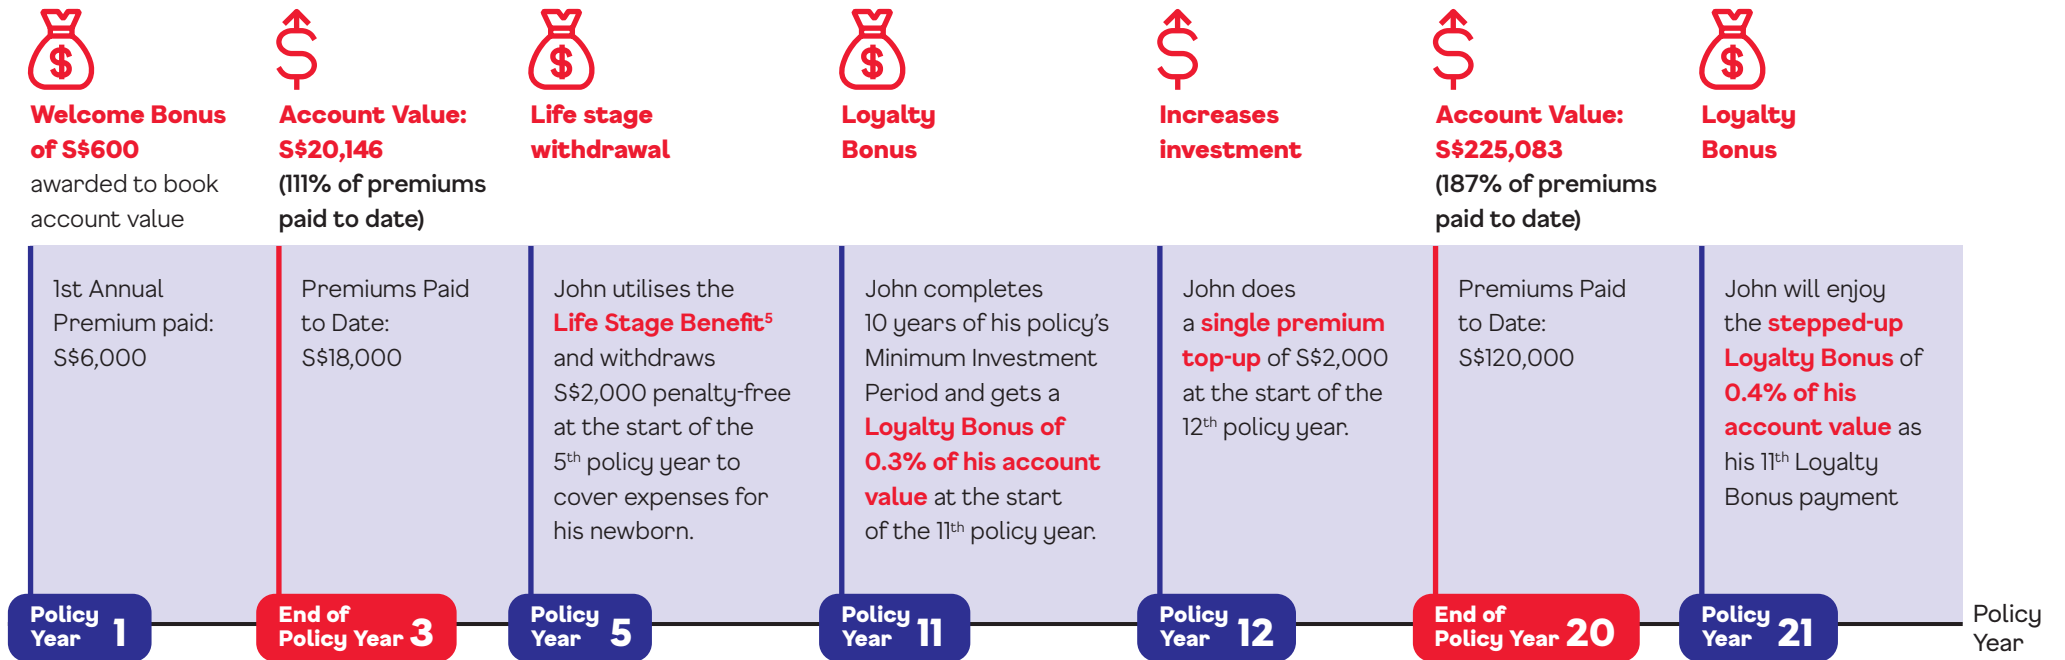 Welcome Bonus
of S$600
awarded to book
account value
Account Value:
S$20,146
(111% of premiums
paid to date)
Life stage
withdrawal
Loyalty
Bonus
Increases
investment
Account Value:
S$225,083
(187% of premiums
paid to date)
Loyalty
Bonus
1st Annual
Premium paid:
S$6,000
Premiums Paid
to Date:
S$18,000
John utilises the
Life Stage Benefit⁵
and withdraws
S$2,000 penalty-free
at the start of the
5th policy year to
cover expenses for
his newborn.
John completes
10 years of his policy’s
Minimum Investment
Period and gets a
Loyalty Bonus of
0.3% of his account
value at the start
of the 11th policy year.
John does
a single premium
top-up of S$2,000
at the start of the
12th policy year.
Premiums Paid
to Date:
S$120,000
John will enjoy
the stepped-up
Loyalty Bonus of
0.4% of his
account value as
his 11th Loyalty
Bonus payment
Policy
Year 1
End of
Policy Year 3
Policy
Year 5
Policy
Year 11
Policy
Year 12
End of
Policy Year 20
Policy
Year 21
Policy
Year